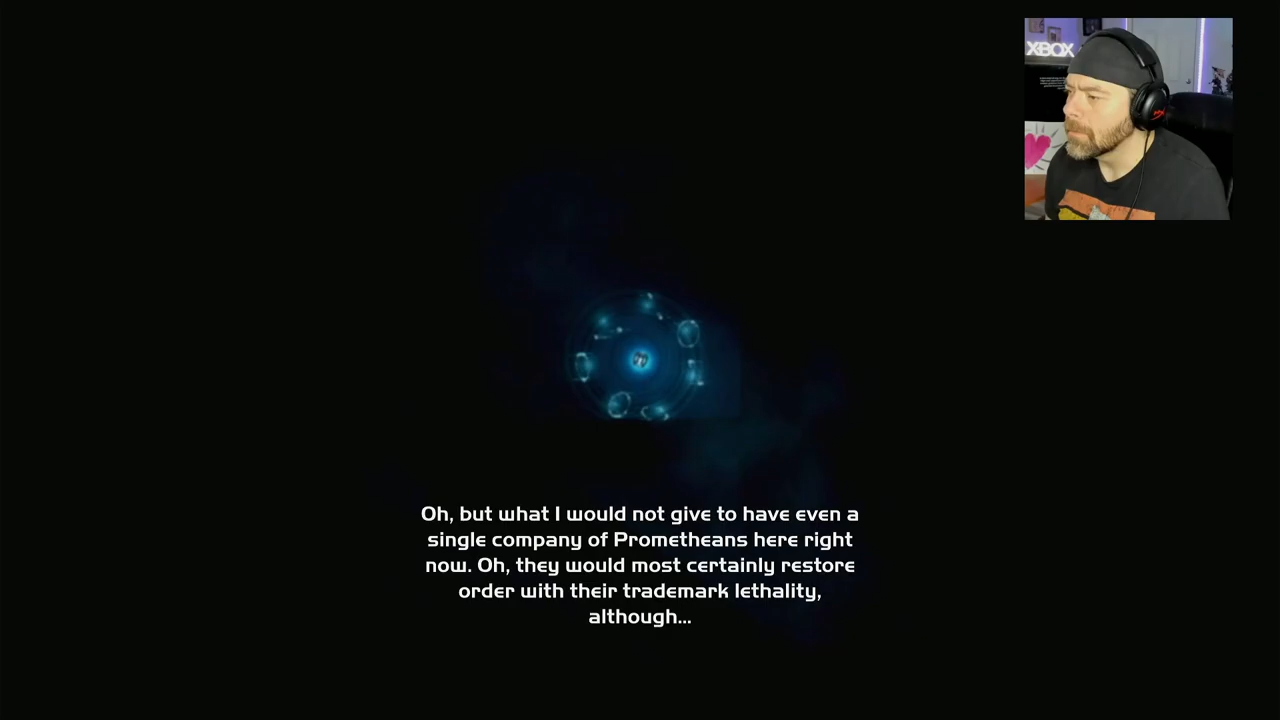 XBOX
Oh, but what I would not give to have even a
single company of Prometheans here right
now. Oh, they would most certainly restore
order with their trademark lethality,
although...